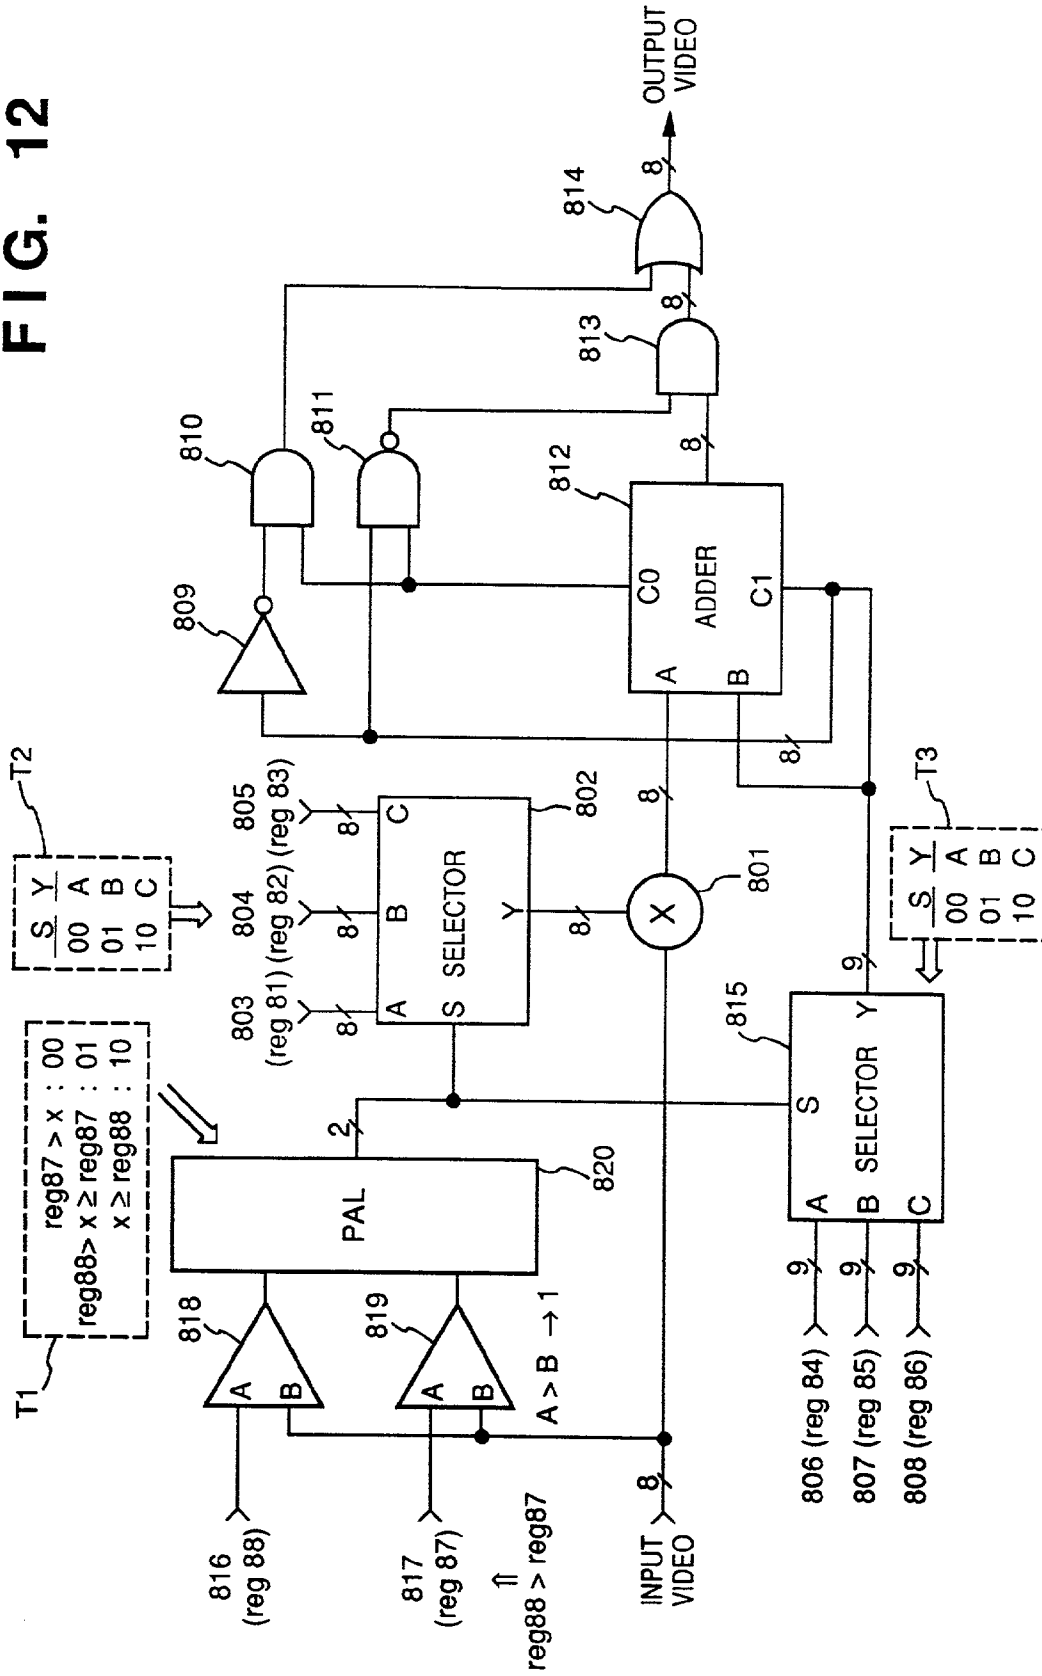 FIG. 12
T1
reg87 > x : 00
reg88> x ≥ reg87 : 01
x ≥ reg88 : 10
T2
S Y
00 A
01 B
10 C
816
(reg 88)
818
A
B
PAL
820
2
817
(reg 87)
819
A
B
A > B → 1
⇑
reg88 > reg87
803
(reg 81)
804
(reg 82)
805
(reg 83)
8
8
8
A
B
C
S
SELECTOR
Y
802
8
809
810
811
INPUT
VIDEO
8
X
801
8
8
A
B
C0
C1
ADDER
812
8
813
8
814
8
OUTPUT
VIDEO
806 (reg 84)
807 (reg 85)
808 (reg 86)
9
9
9
A
B
C
S
SELECTOR
Y
815
9
T3
S Y
00 A
01 B
10 C